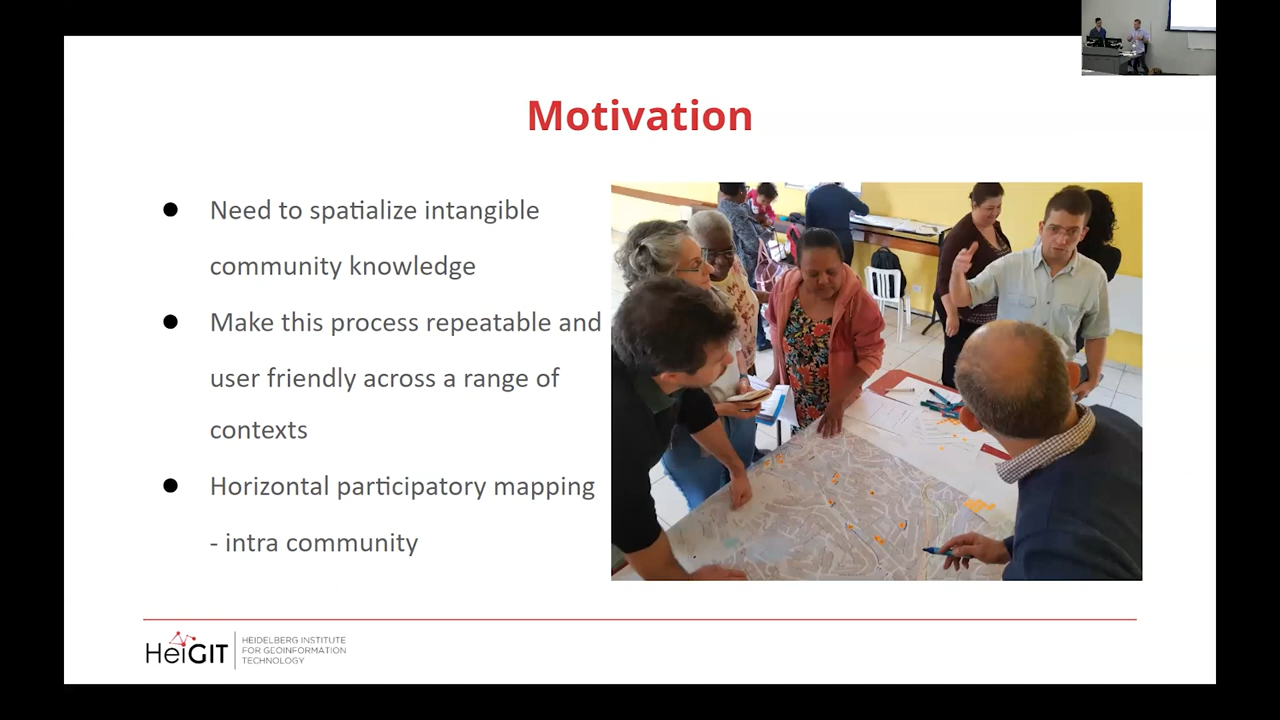 Motivation
● Need to spatialize intangible
community knowledge
● Make this process repeatable and
user friendly across a range of
contexts
● Horizontal participatory mapping
- intra community
HeiGIT
HEIDELBERG INSTITUTE
FOR GEOINFORMATION
TECHNOLOGY